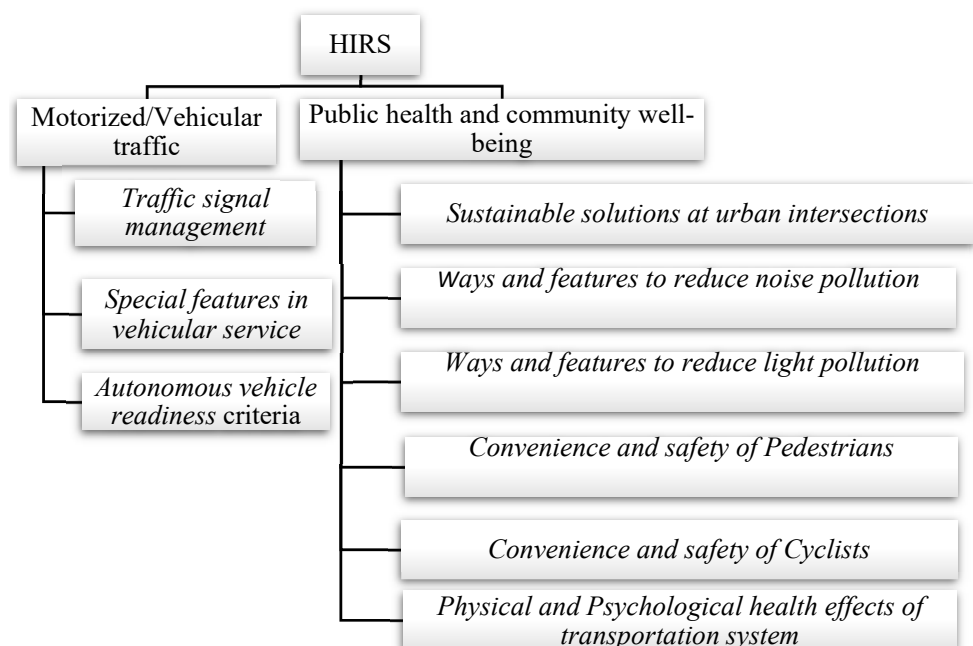 HIRS
Motorized/Vehicular
traffic
Traffic signal
management
Special features in
vehicular service
Autonomous vehicle
readiness criteria
Public health and community well-
being
Sustainable solutions at urban intersections
Ways and features to reduce noise pollution
Ways and features to reduce light pollution
Convenience and safety of Pedestrians
Convenience and safety of Cyclists
Physical and Psychological health effects of
transportation system